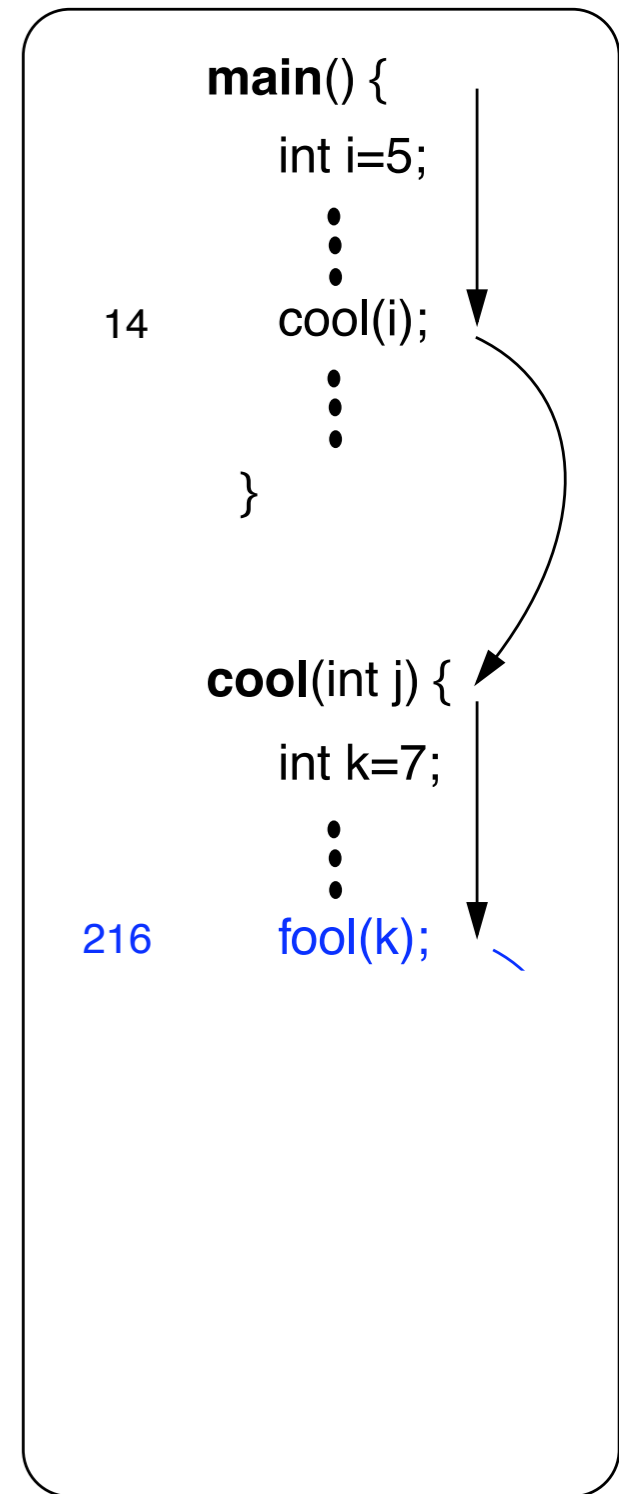 main() {
int i=5;
14 cool(i);
}
cool(int j) {
int k=7;
216 fool(k);